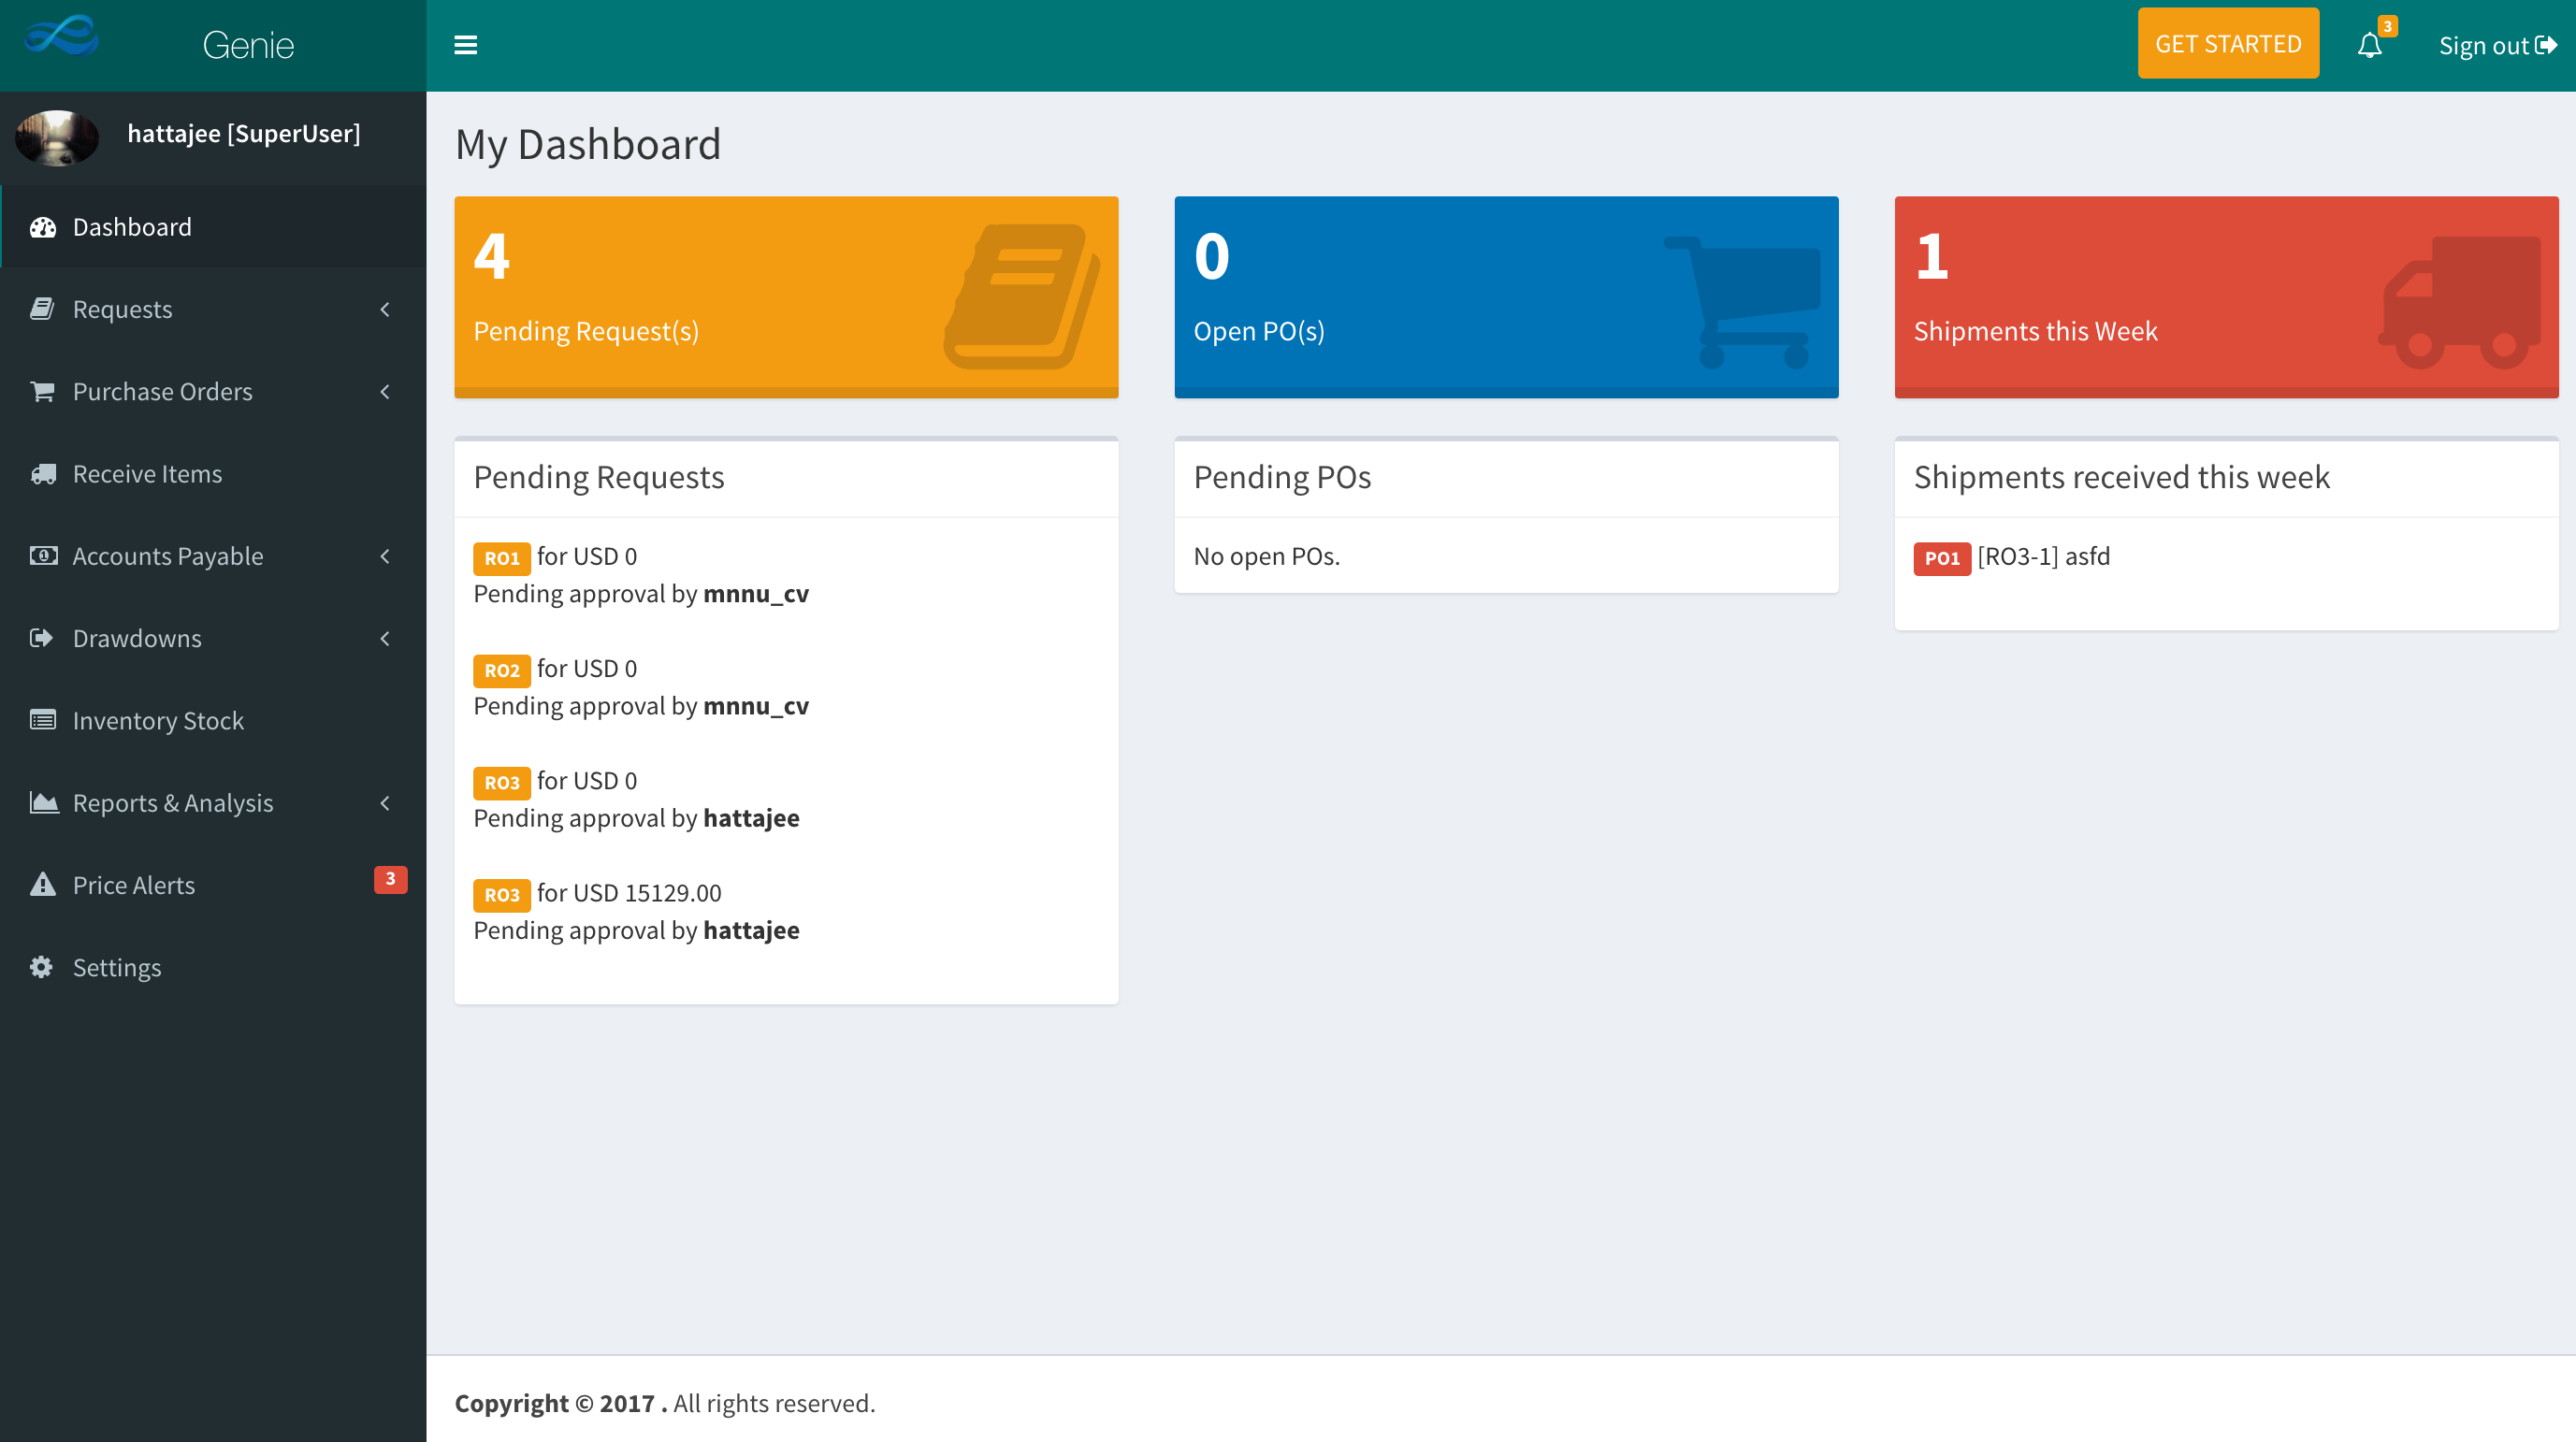 Genie
GET STARTED
3
Sign out
hattajee [SuperUser]
Dashboard
Requests
Purchase Orders
Receive Items
Accounts Payable
Drawdowns
Inventory Stock
Reports & Analysis
Price Alerts 3
Settings
My Dashboard
4
Pending Request(s)
0
Open PO(s)
1
Shipments this Week
Pending Requests
RO1 for USD 0
Pending approval by mnnu_cv
RO2 for USD 0
Pending approval by mnnu_cv
RO3 for USD 0
Pending approval by hattajee
RO3 for USD 15129.00
Pending approval by hattajee
Pending POs
No open POs.
Shipments received this week
PO1 [RO3-1] asfd
Copyright © 2017 . All rights reserved.